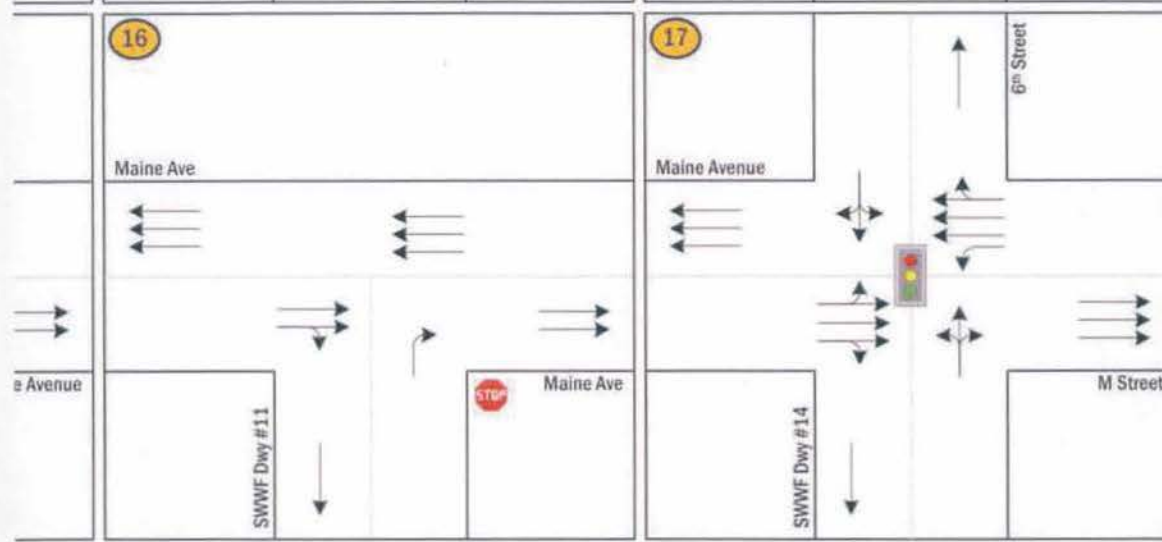 16
Maine Ave
e Avenue
SWWF Dwy #11
STOP
Maine Ave
17
6th Street
Maine Avenue
SWWF Dwy #14
M Street